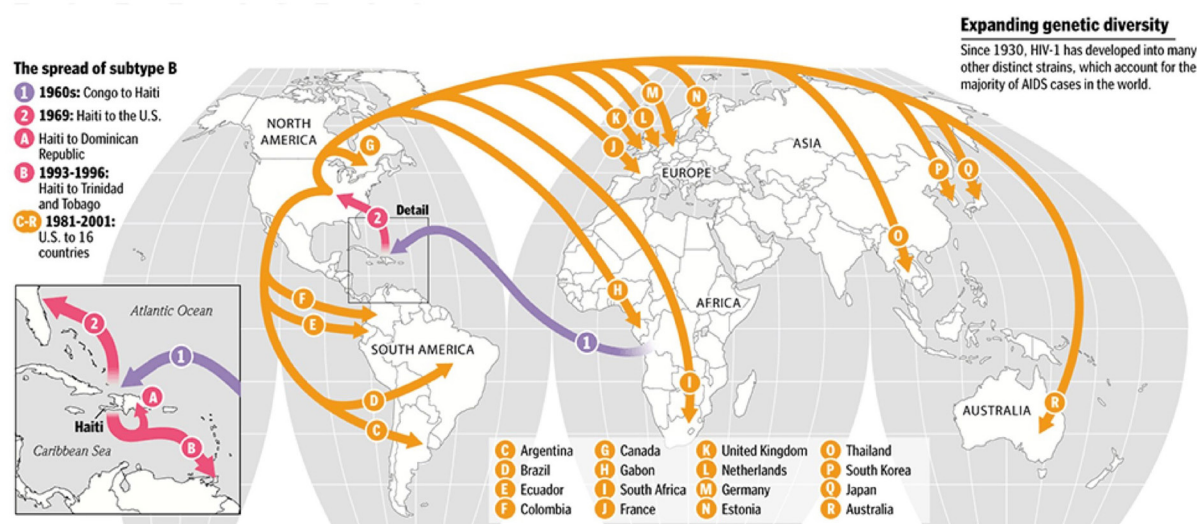 Expanding genetic diversity
Since 1930, HIV-1 has developed into many
other distinct strains, which account for the
majority of AIDS cases in the world.
The spread of subtype B
1 1960s: Congo to Haiti
2 1969: Haiti to the U.S.
A Haiti to Dominican
Republic
B 1993-1996:
Haiti to Trinidad
and Tobago
C-R 1981-2001:
U.S. to 16
countries
NORTH
AMERICA
G
K
L
M
N
J
EUROPE
ASIA
P
Q
2
Detail
O
H
AFRICA
F
E
1
SOUTH AMERICA
I
D
C
AUSTRALIA
R
Atlantic Ocean
2
1
A
Haiti
B
Caribbean Sea
C Argentina
D Brazil
E Ecuador
F Colombia
G Canada
H Gabon
I South Africa
J France
K United Kingdom
L Netherlands
M Germany
N Estonia
O Thailand
P South Korea
Q Japan
R Australia